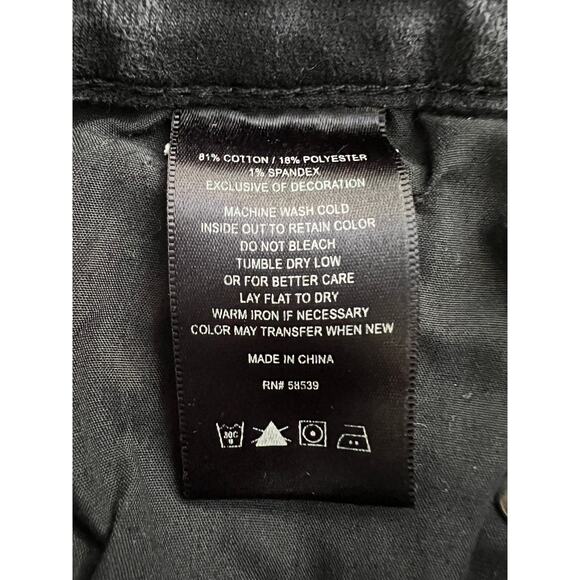 81% COTTON / 18% POLYESTER
1% SPANDEX
EXCLUSIVE OF DECORATION
MACHINE WASH COLD
INSIDE OUT TO RETAIN COLOR
DO NOT BLEACH
TUMBLE DRY LOW
OR FOR BETTER CARE
LAY FLAT TO DRY
WARM IRON IF NECESSARY
COLOR MAY TRANSFER WHEN NEW
MADE IN CHINA
RN# 58539